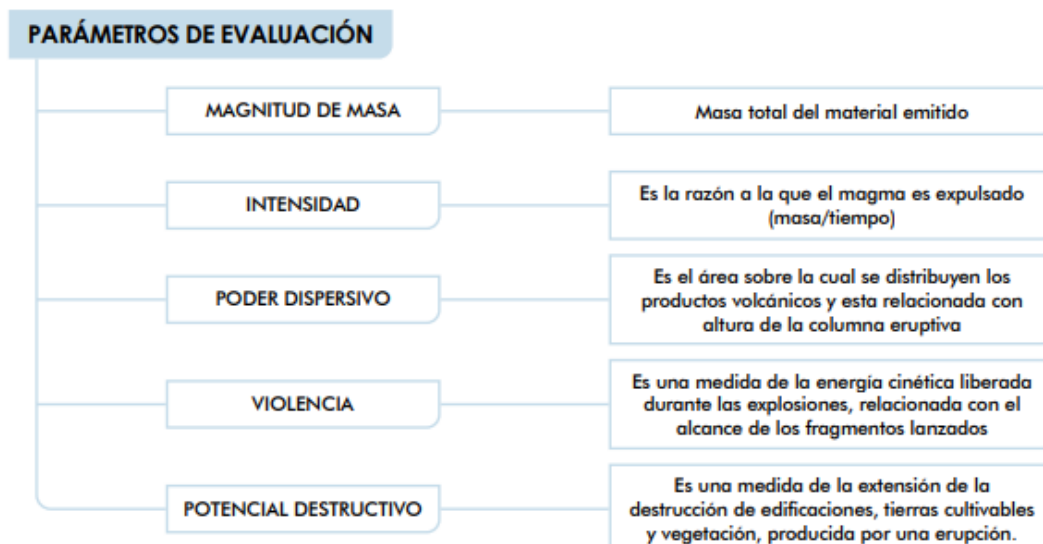 PARÁMETROS DE EVALUACIÓN
MAGNITUD DE MASA
Masa total del material emitido
INTENSIDAD
Es la razón a la que el magma es expulsado
(masa/tiempo)
PODER DISPERSIVO
Es el área sobre la cual se distribuyen los
productos volcánicos y esta relacionada con
altura de la columna eruptiva
VIOLENCIA
Es una medida de la energía cinética liberada
durante las explosiones, relacionada con el
alcance de los fragmentos lanzados
POTENCIAL DESTRUCTIVO
Es una medida de la extensión de la
destrucción de edificaciones, tierras cultivables
y vegetación, producida por una erupción.